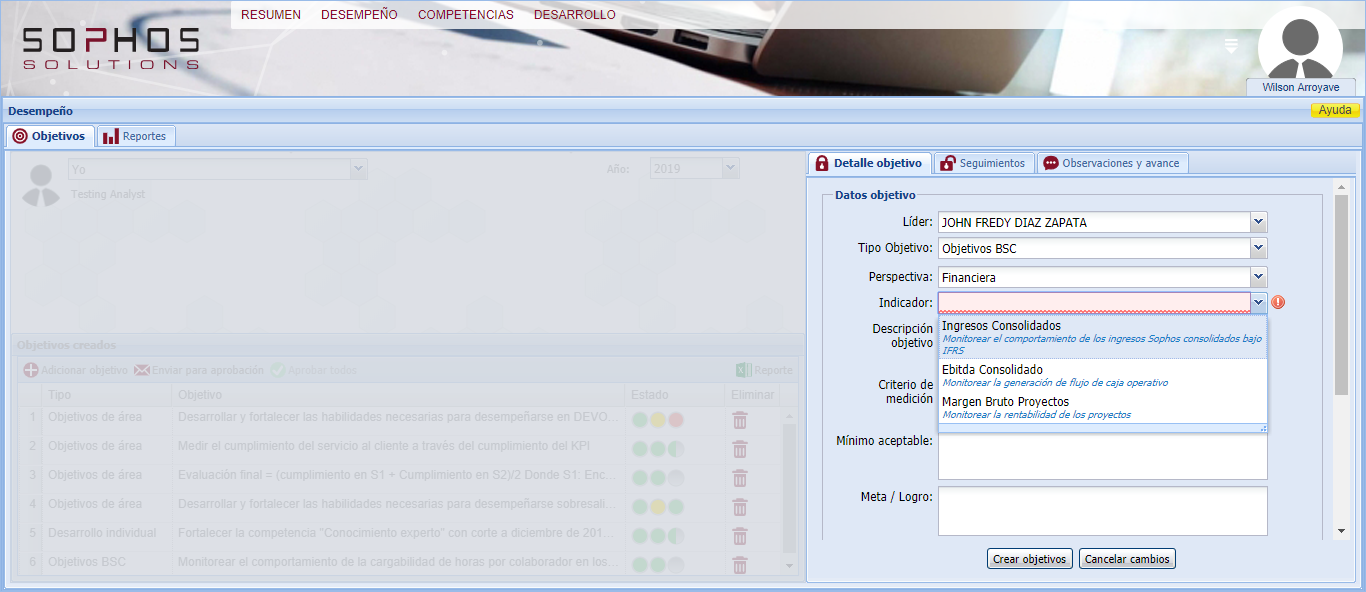 RESUMEN DESEMPEÑO COMPETENCIAS DESARROLLO
SOPHOS
SOLUTIONS
Wilson Arroyave
Desempeño
Ayuda
Objetivos Reportes
Yo
Año: 2019
Testing Analyst
Objetivos creados
Adicionar objetivo Enviar para aprobación Aprobar todos Reporte
Tipo Objetivo Estado Eliminar
1 Objetivos de área Desarrollar y fortalecer las habilidades necesarias para desempeñarse en DEVO...
2 Objetivos de área Medir el cumplimiento del servicio al cliente a través del cumplimiento del KPI
3 Objetivos de área Evaluación final = (cumplimiento en S1 + Cumplimiento en S2)/2 Donde S1: Enc...
4 Objetivos de área Desarrollar y fortalecer las habilidades necesarias para desempeñarse sobresali...
5 Desarrollo individual Fortalecer la competencia "Conocimiento experto" con corte a diciembre de 201...
6 Objetivos BSC Monitorear el comportamiento de la cargabilidad de horas por colaborador en los...
Detalle objetivo Seguimientos Observaciones y avance
Datos objetivo
Líder: JOHN FREDY DIAZ ZAPATA
Tipo Objetivo: Objetivos BSC
Perspectiva: Financiera
Indicador:
Ingresos Consolidados
Monitorear el comportamiento de los ingresos Sophos consolidados bajo
IFRS
Ebitda Consolidado
Monitorear la generación de flujo de caja operativo
Margen Bruto Proyectos
Monitorear la rentabilidad de los proyectos
Descripción
objetivo
Criterio de
medición
Mínimo aceptable:
Meta / Logro:
Crear objetivos Cancelar cambios